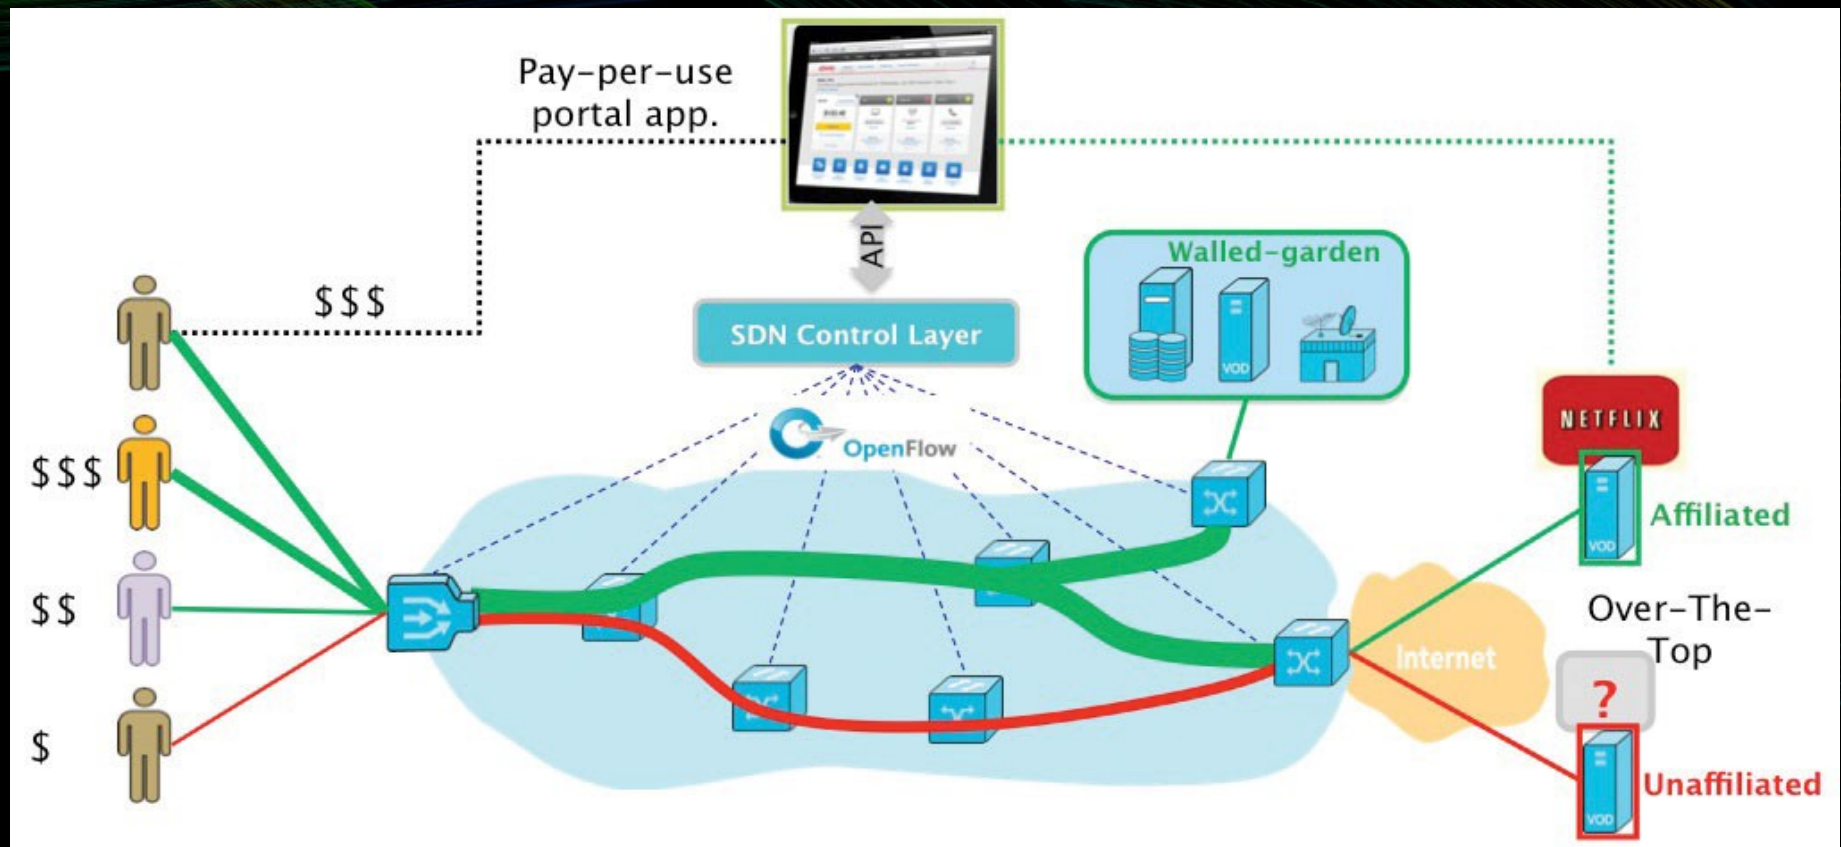 Pay-per-use
portal app.
$$$
API
Walled-garden
SDN Control Layer
VOD
NETFLIX
OpenFlow
$$$
Affiliated
VOD
$$
Over-The-
Top
Internet
?
$
Unaffiliated
VOD